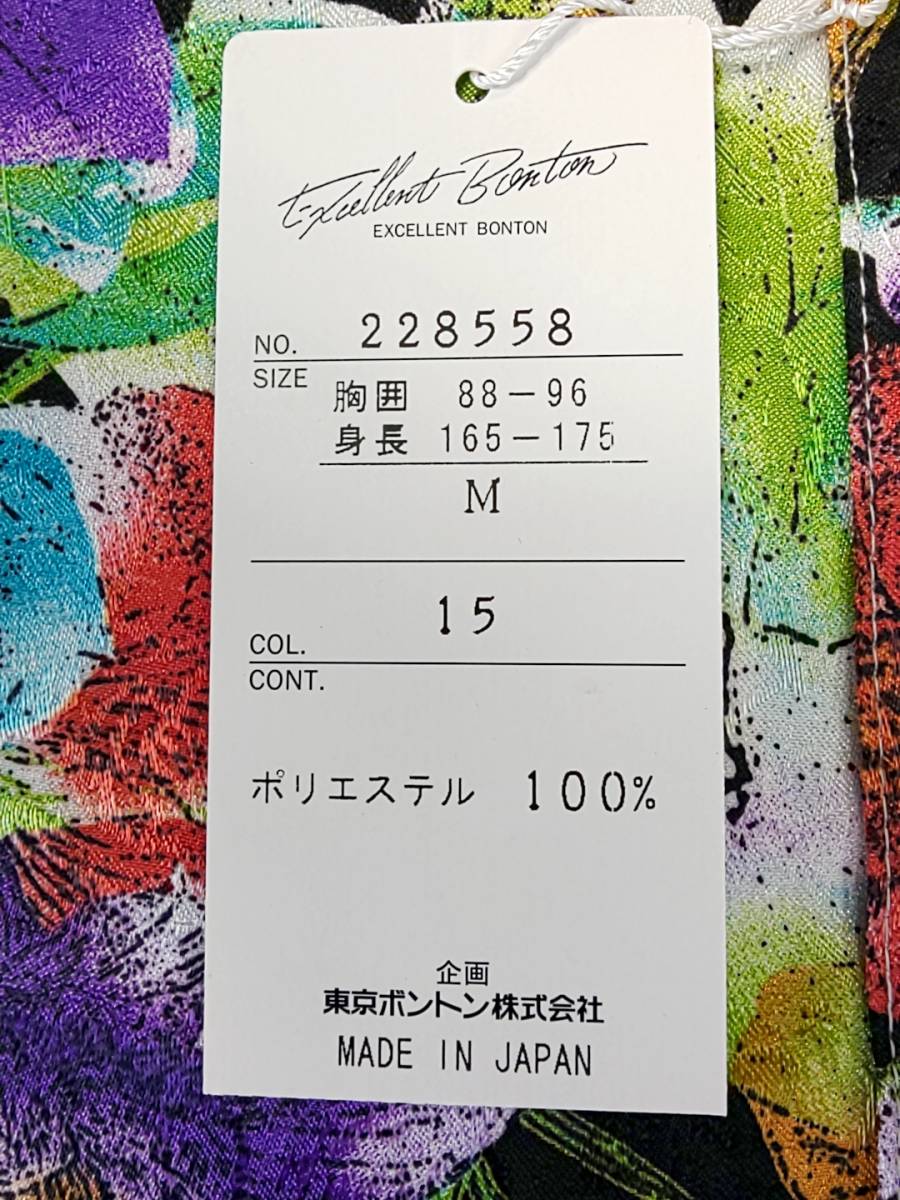 Excellent Bonton
EXCELLENT BONTON
NO. 228558
SIZE 胸囲 88-96
身長 165-175
M
15
COL.
CONT.
ポリエステル 100%
企画
東京ボントン株式会社
MADE IN JAPAN